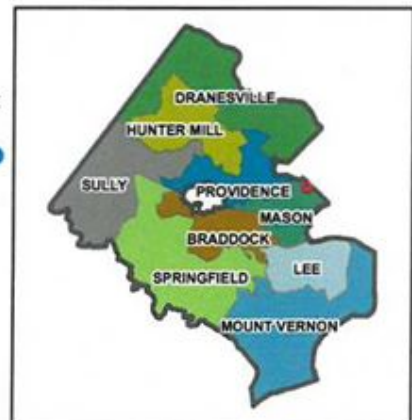 DRANESVILLE
HUNTER MILL
SULLY
PROVIDENCE
MASON
BRADDOCK
LEE
SPRINGFIELD
MOUNT VERNON